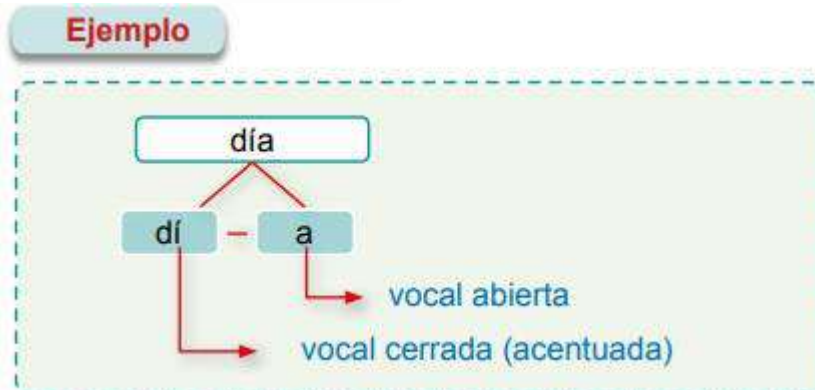 Ejemplo
día
dí – a
vocal abierta
vocal cerrada (acentuada)